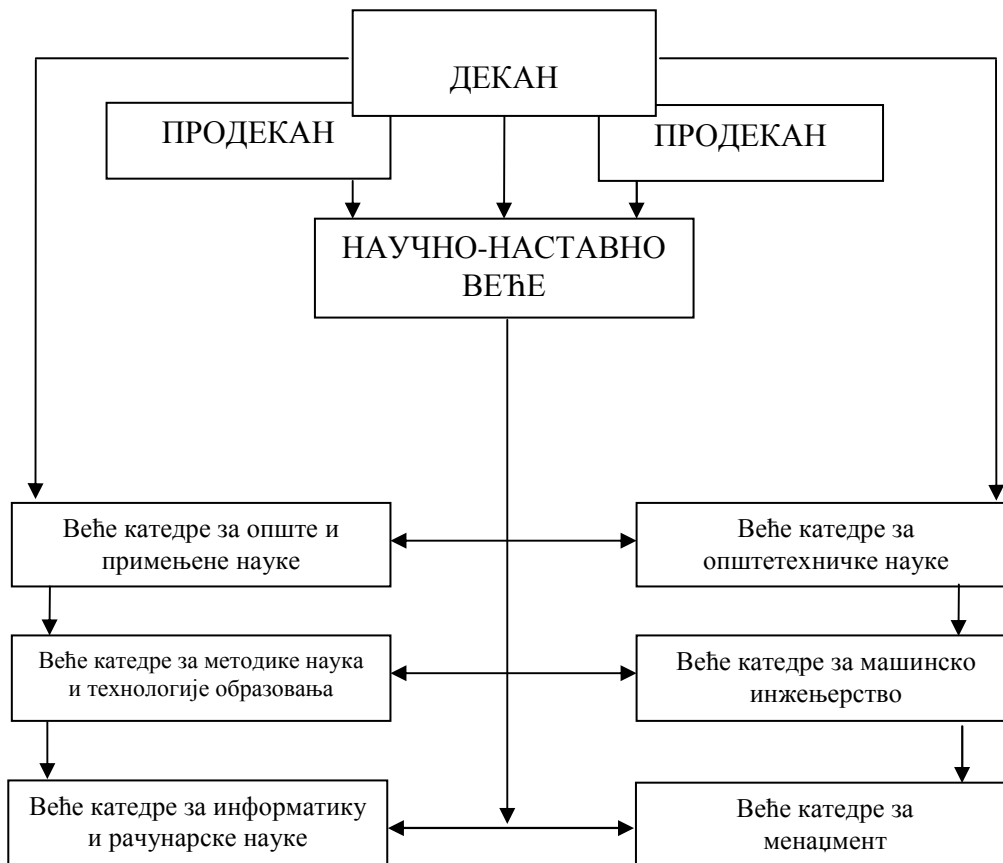 ДЕКАН
ПРОДЕКАН
ПРОДЕКАН
НАУЧНО-НАСТАВНО
ВЕЋЕ
Веће катедре за опште и
примењене науке
Веће катедре за
општетехничке науке
Веће катедре за методике наука
и технологије образовања
Веће катедре за машинско
инжењерство
Веће катедре за информатику
и рачунарске науке
Веће катедре за
менаџмент